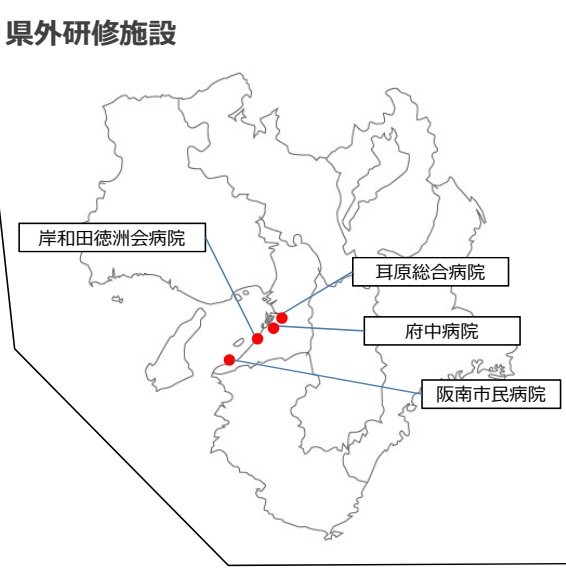 県外研修施設
岸和田徳洲会病院
耳原総合病院
府中病院
阪南市民病院